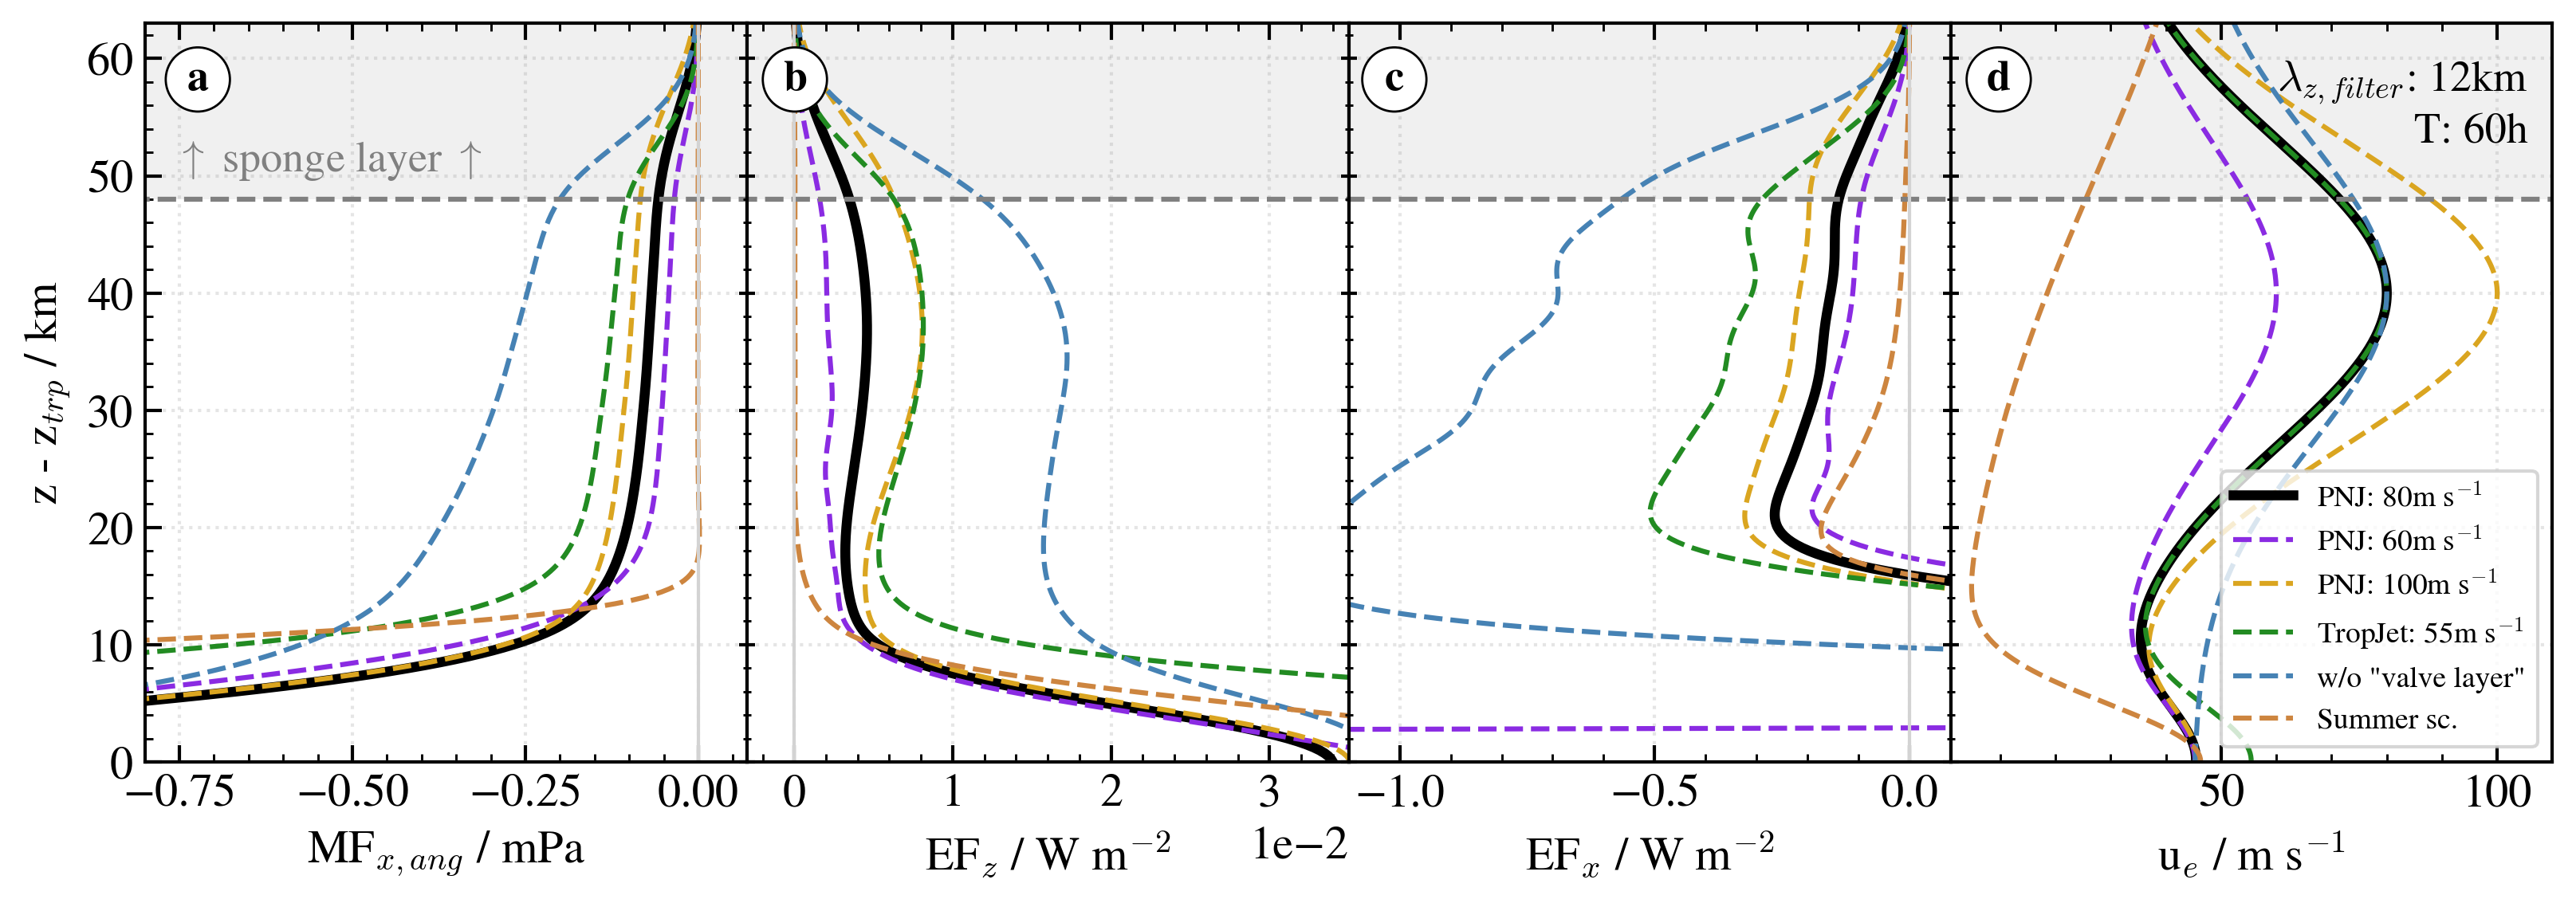 a
b
c
d
λz, filter: 12km
T: 60h
↑ sponge layer ↑
60
50
40
30
20
10
0
z - ztrp / km
PNJ: 80m s−1
PNJ: 60m s−1
PNJ: 100m s−1
TropJet: 55m s−1
w/o "valve layer"
Summer sc.
−0.75 −0.50 −0.25 0.00
0 1 2 3
−1.0 −0.5 0.0
50 100
MFx, ang / mPa
EFz / W m−2
1e−2
EFx / W m−2
ue / m s−1